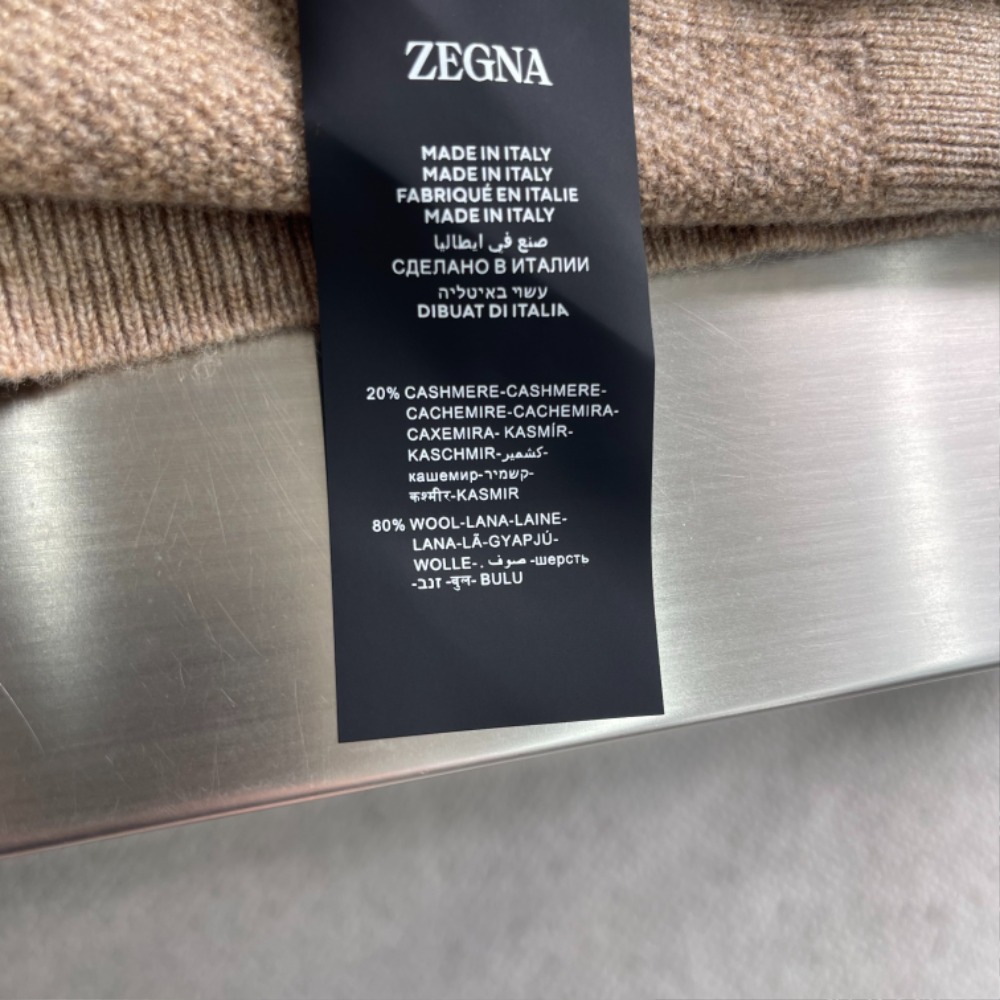 ZEGNA
MADE IN ITALY
MADE IN ITALY
FABRIQUÉ EN ITALIE
MADE IN ITALY
صنع في ايطاليا
СДЕЛАНО В ИТАЛИИ
עשוי באיטליה
DIBUAT DI ITALIA
20% CASHMERE-CASHMERE-
CACHEMIRE-CACHEMIRA-
CAXEMIRA- KASMÍR-
KASCHMIR-كشمير-
кашемир-קשמיר-
कश्मीर-KASMIR
80% WOOL-LANA-LAINE-
LANA-LÃ-GYAPJÚ-
WOLLE-. صوف -шерсть
-זנב -बुल- BULU